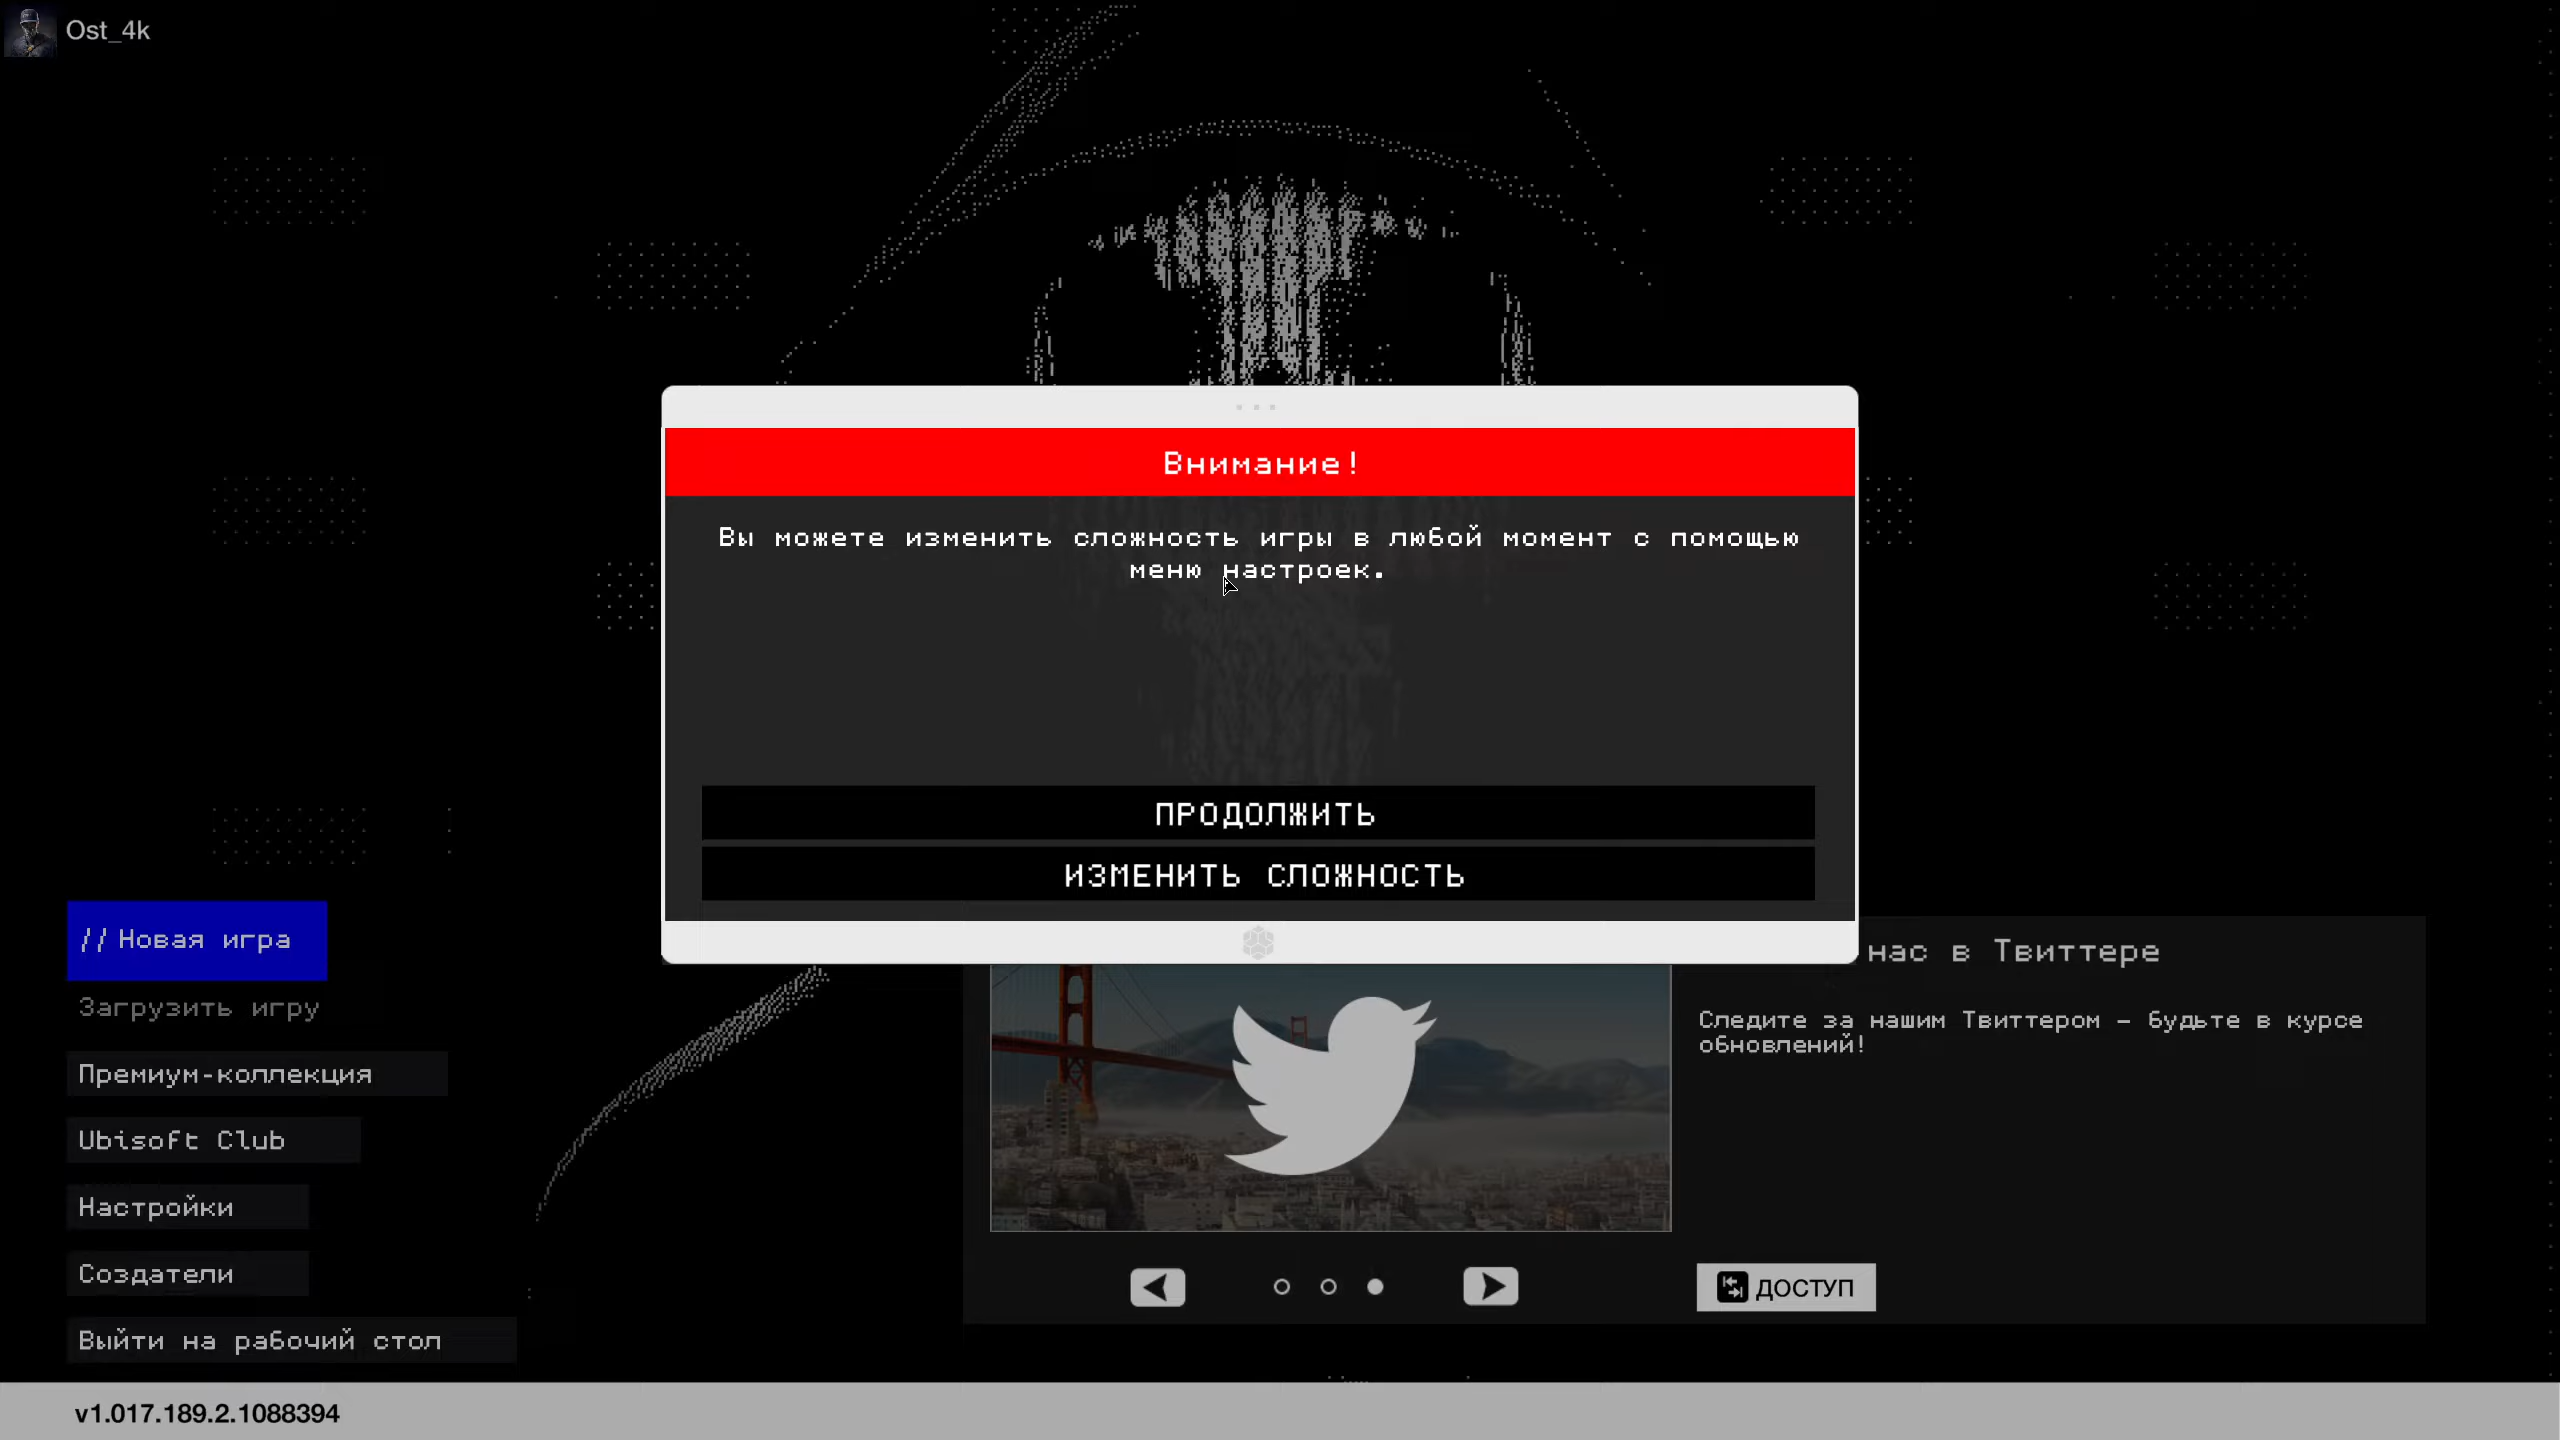 Ost_4k
Внимание!
Вы можете изменить сложность игры в любой момент с помощью
меню настроек.
ПРОДОЛЖИТЬ
ИЗМЕНИТЬ СЛОЖНОСТЬ
// Новая игра
Загрузить игру
Премиум-коллекция
Ubisoft Club
Настройки
Создатели
Выйти на рабочий стол
нас в Твиттере
Следите за нашим Твиттером – будьте в курсе
обновлений!
ДОСТУП
v1.017.189.2.1088394